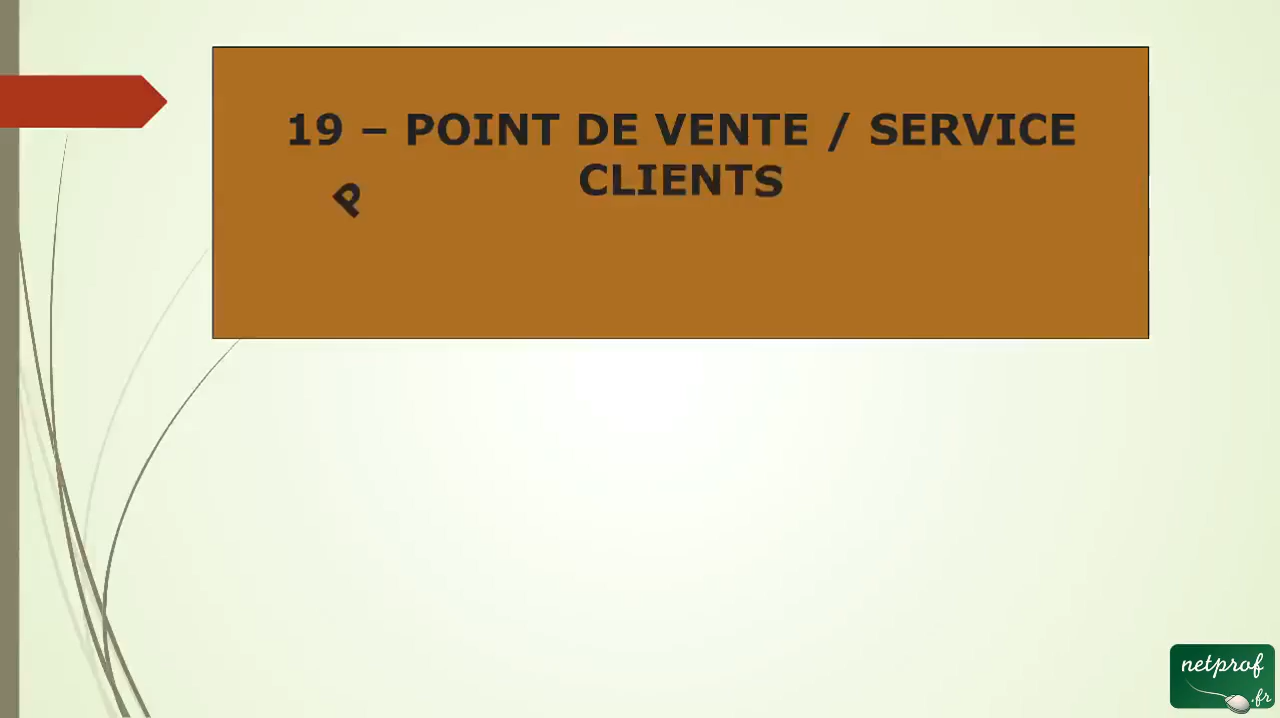 19 – POINT DE VENTE / SERVICE
CLIENTS
P
netprof
.fr